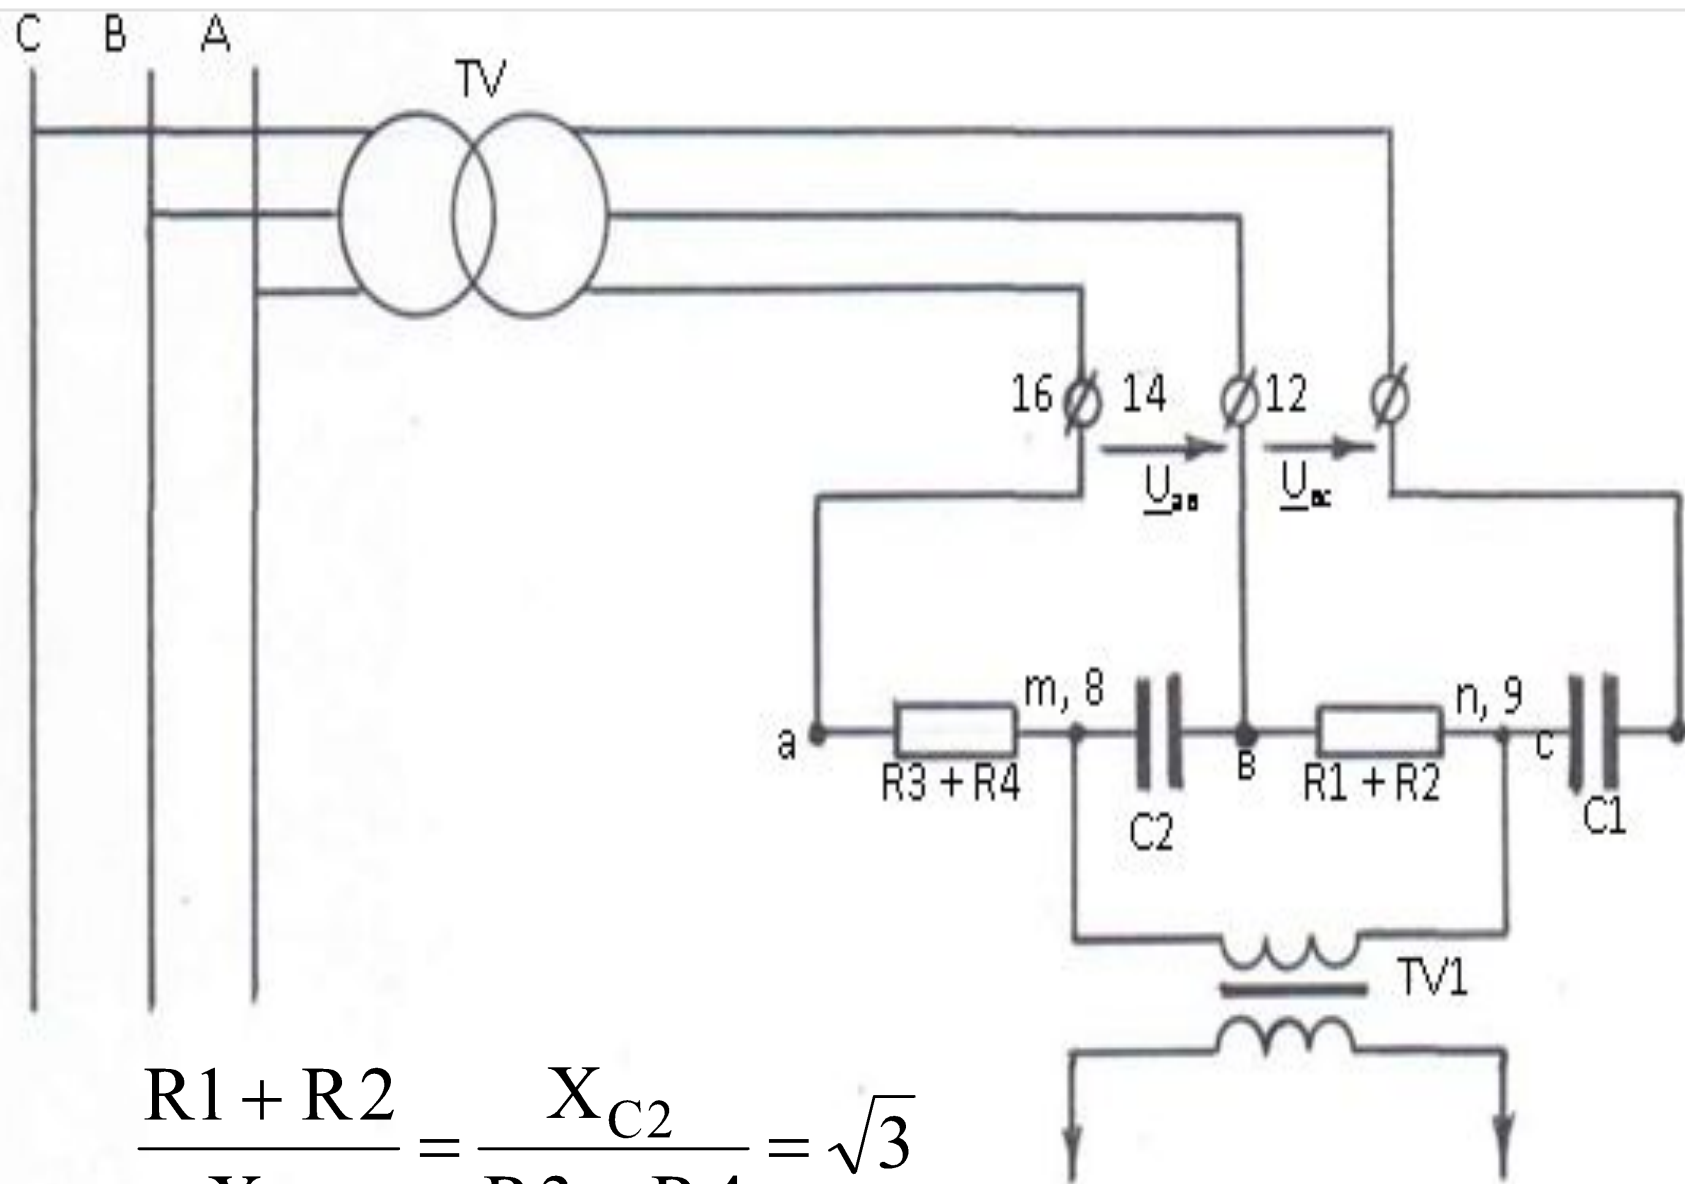 C B A
TV
16 14 12
U
U
m, 8
n, 9
a
в
c
R3 + R4
R1 + R2
C2
C1
TV1
R1 + R2
X_C2
= = √3